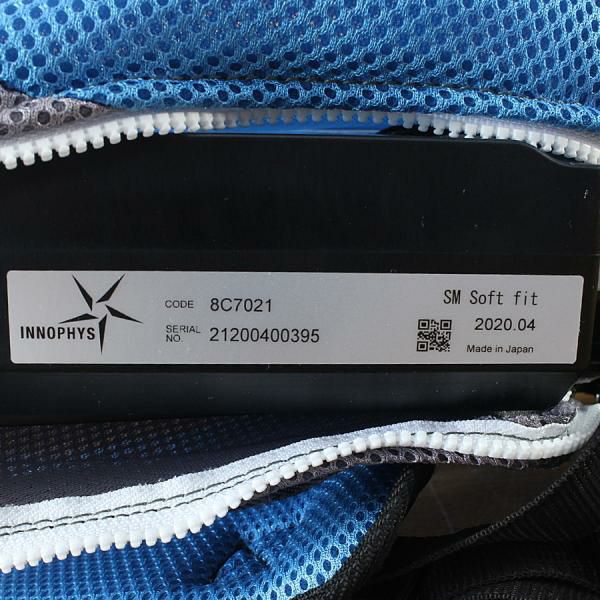 INNOPHYS
CODE 8C7021
SERIAL NO. 21200400395
SM Soft fit
2020.04
Made in Japan